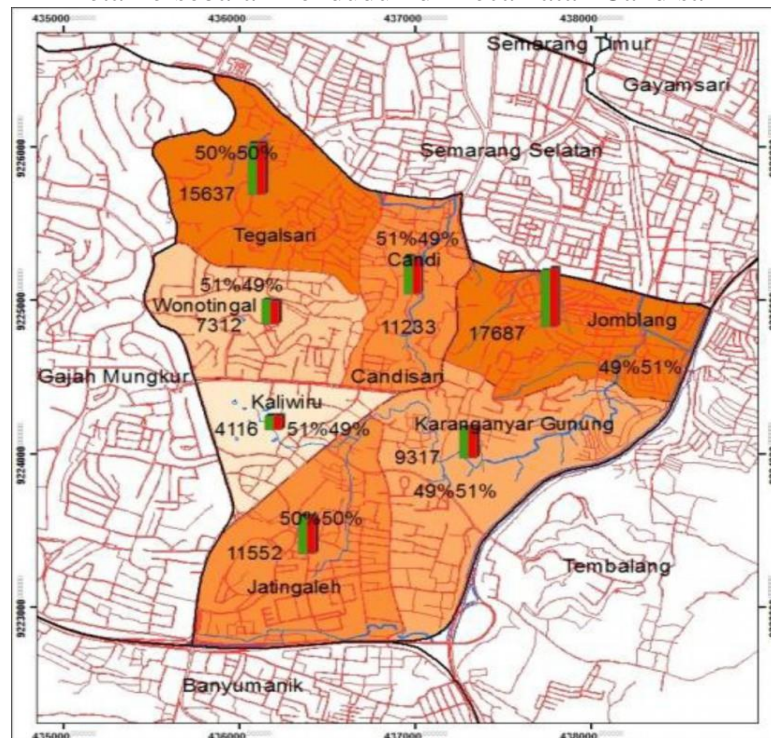 435000 436000 437000 438000
Semarang Timur
Gayamsari
9226000
50%50%
Semarang Selatan
15637
Tegalsari
51%49%
Candi
51%49%
9225000
Wonotingal
7312
11233
17687
Jomblang
49%51%
Gajah Mungkur
Candisari
Kaliwiru
4116 51%49%
Karanganyar Gunung
9224000
9317
49%51%
50%50%
11552
Jatingaleh
Tembalang
9223000
Banyumanik
435000 436000 437000 438000